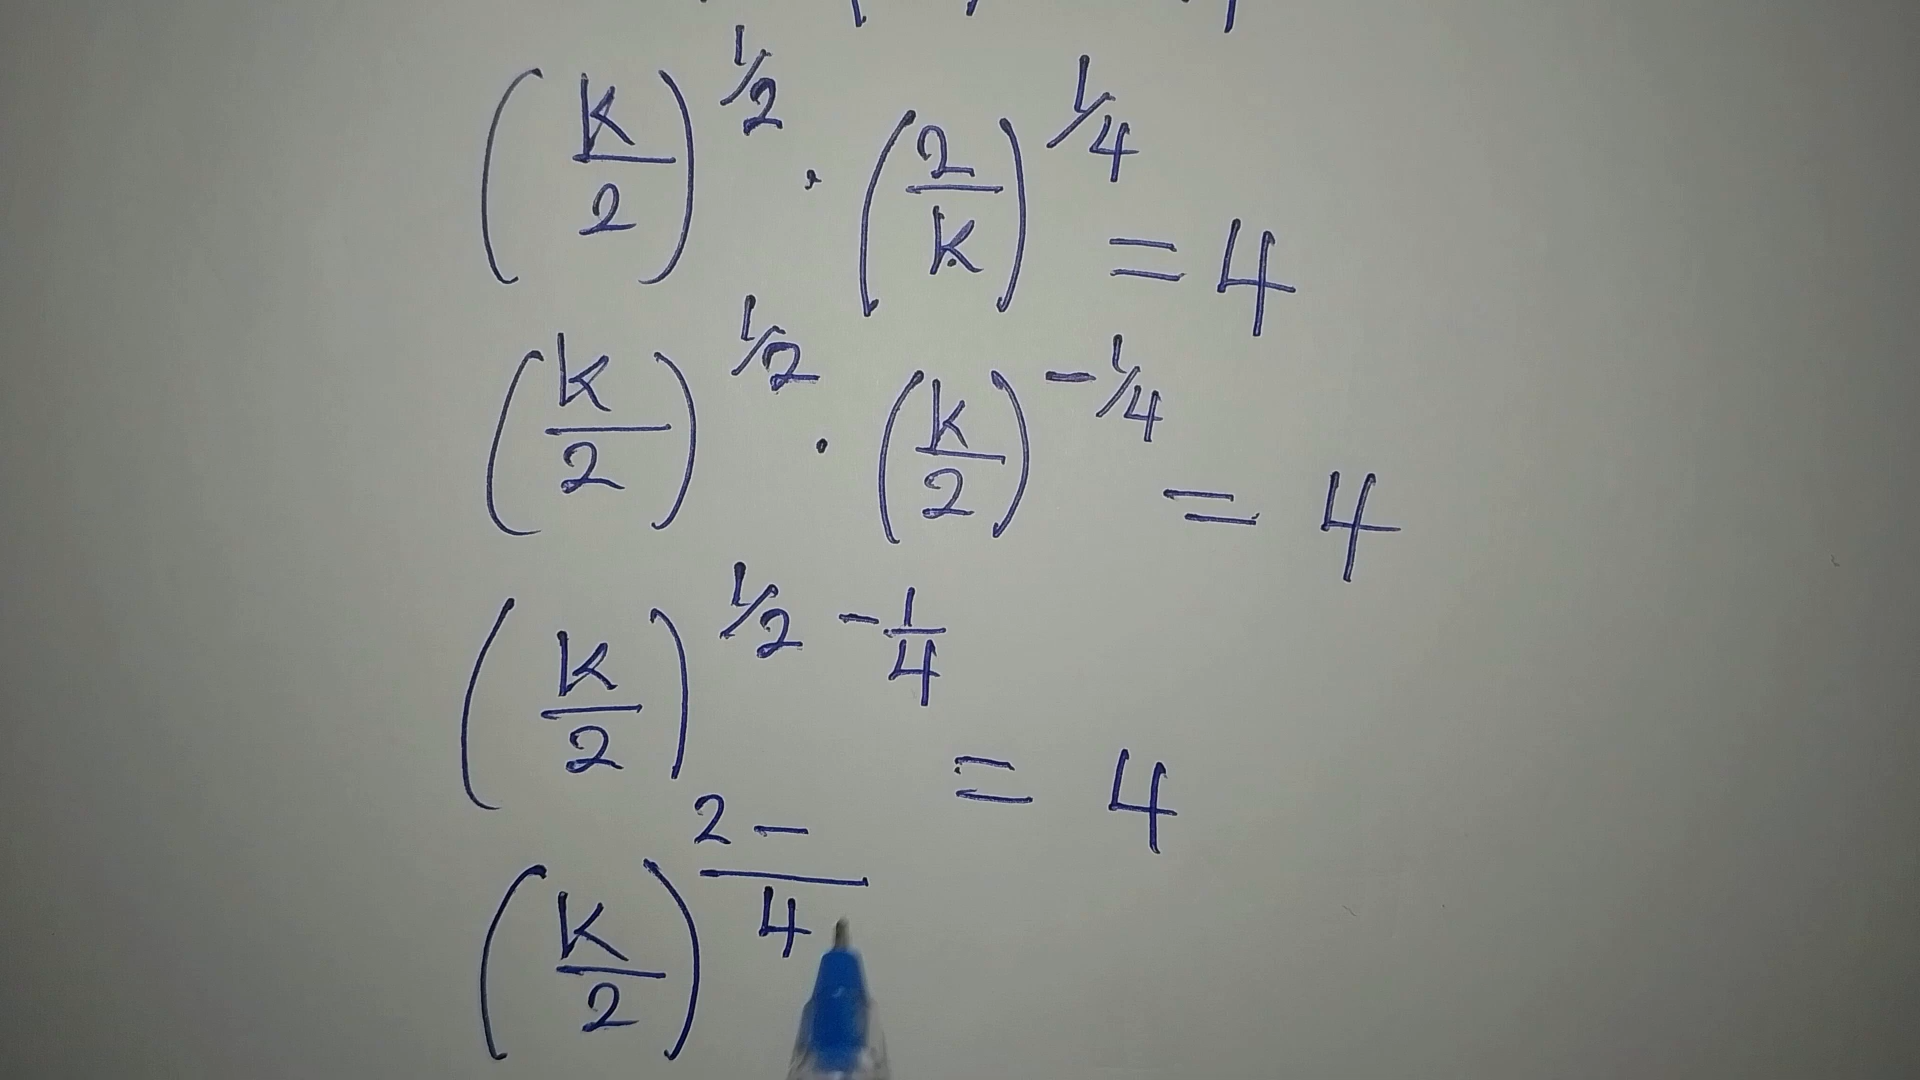 (k/2)^1/2 · (2/k)^1/4 = 4
(k/2)^1/2 · (k/2)^-1/4 = 4
(k/2)^1/2 - 1/4 = 4
(k/2)^2 - / 4